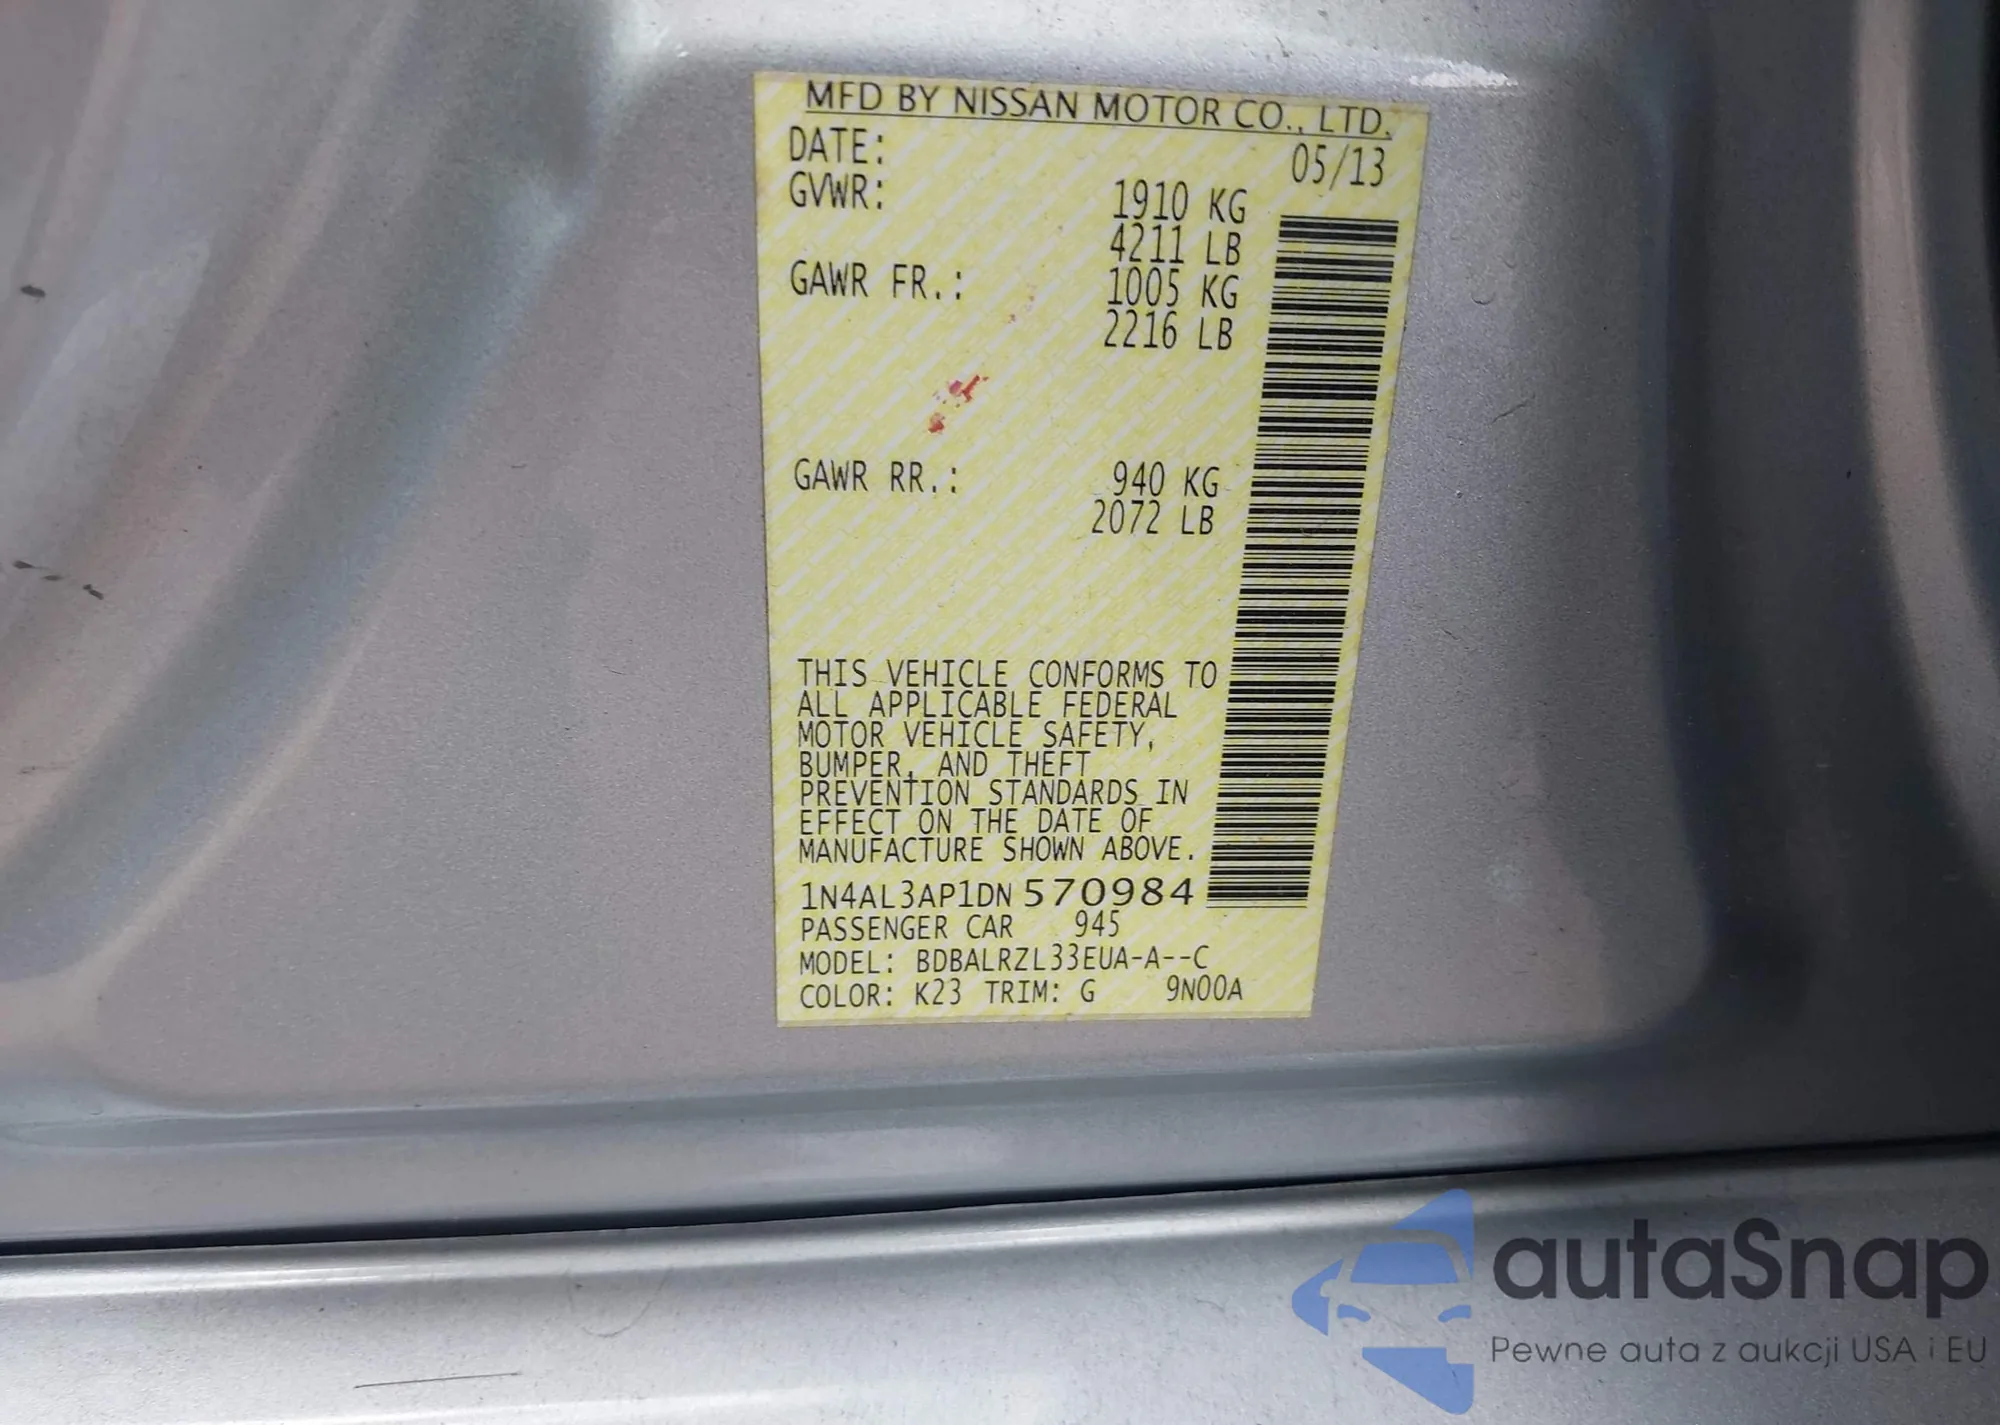 MFD BY NISSAN MOTOR CO., LTD.
DATE: 05/13
GVWR: 1910 KG
4211 LB
GAWR FR.: 1005 KG
2216 LB
GAWR RR.: 940 KG
2072 LB
THIS VEHICLE CONFORMS TO
ALL APPLICABLE FEDERAL
MOTOR VEHICLE SAFETY,
BUMPER, AND THEFT
PREVENTION STANDARDS IN
EFFECT ON THE DATE OF
MANUFACTURE SHOWN ABOVE.
1N4AL3AP1DN 570984
PASSENGER CAR 945
MODEL: BDBALRZL33EUA-A--C
COLOR: K23 TRIM: G 9N00A
autaSnap
Pewne auta z aukcji USA i EU